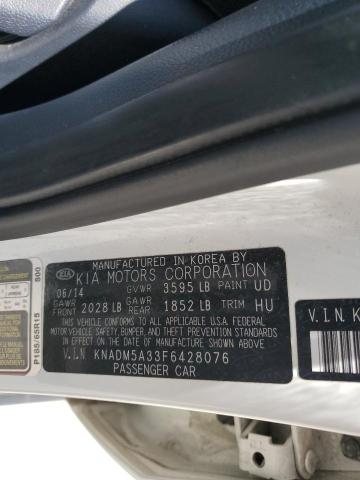 MANUFACTURED IN KOREA BY
KIA KIA MOTORS CORPORATION
06/14 GVWR 3595 LB PAINT UD
GAWR FRONT 2028 LB GAWR REAR 1852 LB TRIM HU
THIS VEHICLE CONFORMS TO ALL APPLICABLE FEDERAL
MOTOR VEHICLE SAFETY, BUMPER, AND THEFT
PREVENTION STANDARDS IN EFFECT ON THE DATE OF
MANUFACTURE SHOWN ABOVE.
V.I.N KNADM5A33F6428076
PASSENGER CAR
V.I.N K
P185/65R15
800